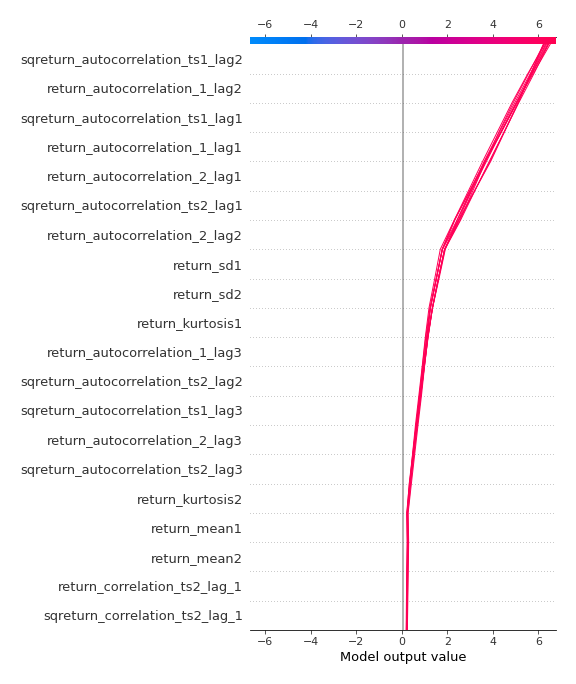 −6 −4 −2 0 2 4 6
sqreturn_autocorrelation_ts1_lag2
return_autocorrelation_1_lag2
sqreturn_autocorrelation_ts1_lag1
return_autocorrelation_1_lag1
return_autocorrelation_2_lag1
sqreturn_autocorrelation_ts2_lag1
return_autocorrelation_2_lag2
return_sd1
return_sd2
return_kurtosis1
return_autocorrelation_1_lag3
sqreturn_autocorrelation_ts2_lag2
sqreturn_autocorrelation_ts1_lag3
return_autocorrelation_2_lag3
sqreturn_autocorrelation_ts2_lag3
return_kurtosis2
return_mean1
return_mean2
return_correlation_ts2_lag_1
sqreturn_correlation_ts2_lag_1
−6 −4 −2 0 2 4 6
Model output value